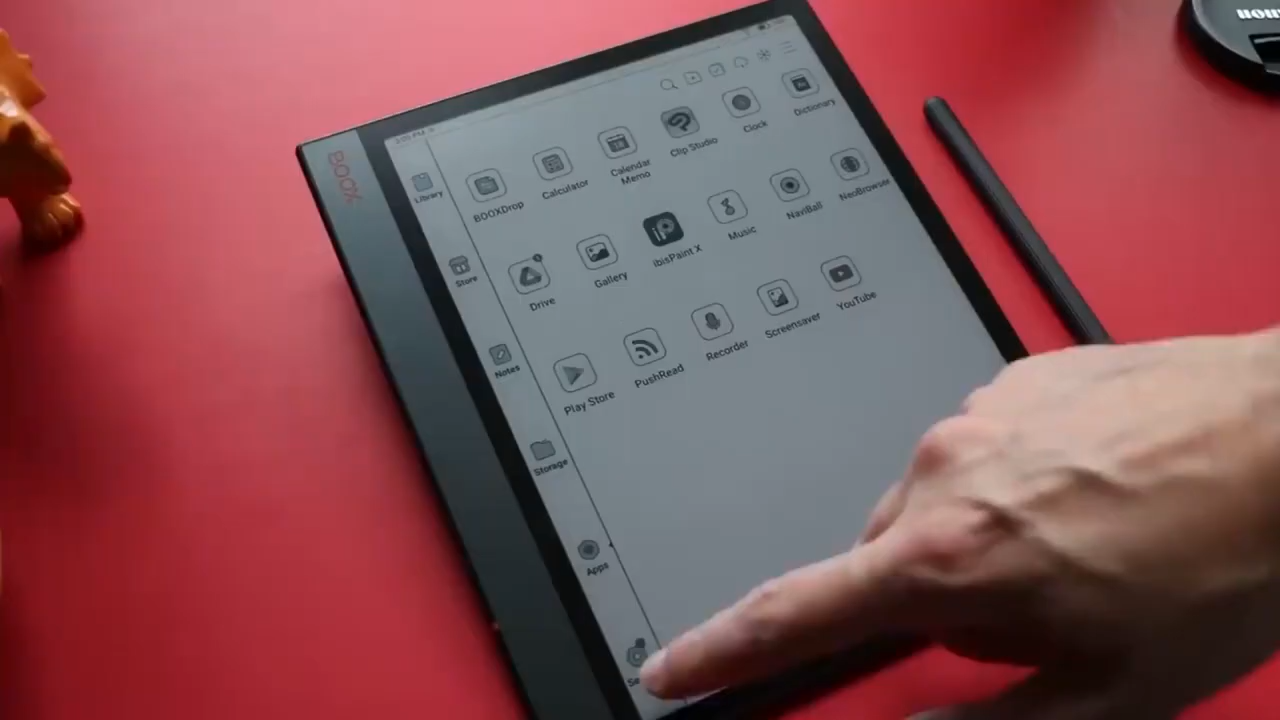 BOOX
Library
Store
Notes
Storage
Apps
BOOXDrop
Calculator
Calendar
Memo
Clip Studio
Clock
Dictionary
Drive
Gallery
ibisPaint X
Music
NaviBall
NeoBrowser
Play Store
PushRead
Recorder
Screensaver
YouTube